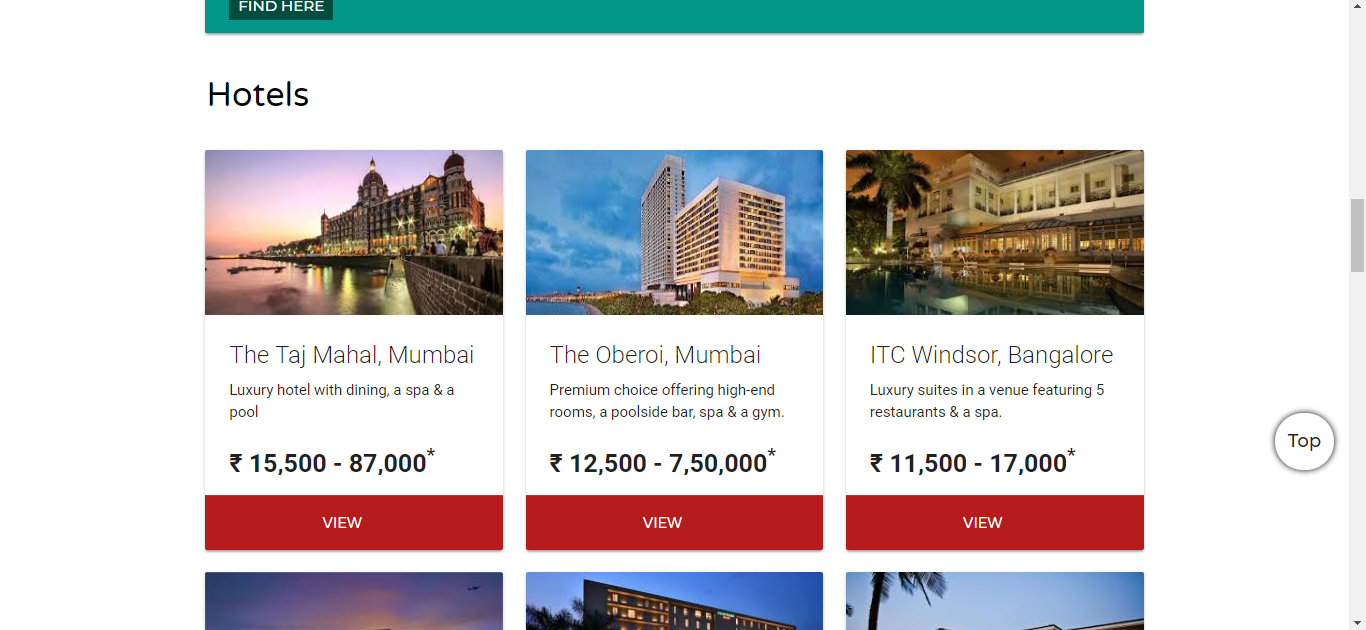 FIND HERE
Hotels
The Taj Mahal, Mumbai
Luxury hotel with dining, a spa & a
pool
₹ 15,500 - 87,000*
VIEW
The Oberoi, Mumbai
Premium choice offering high-end
rooms, a poolside bar, spa & a gym.
₹ 12,500 - 7,50,000*
VIEW
ITC Windsor, Bangalore
Luxury suites in a venue featuring 5
restaurants & a spa.
₹ 11,500 - 17,000*
VIEW
Top